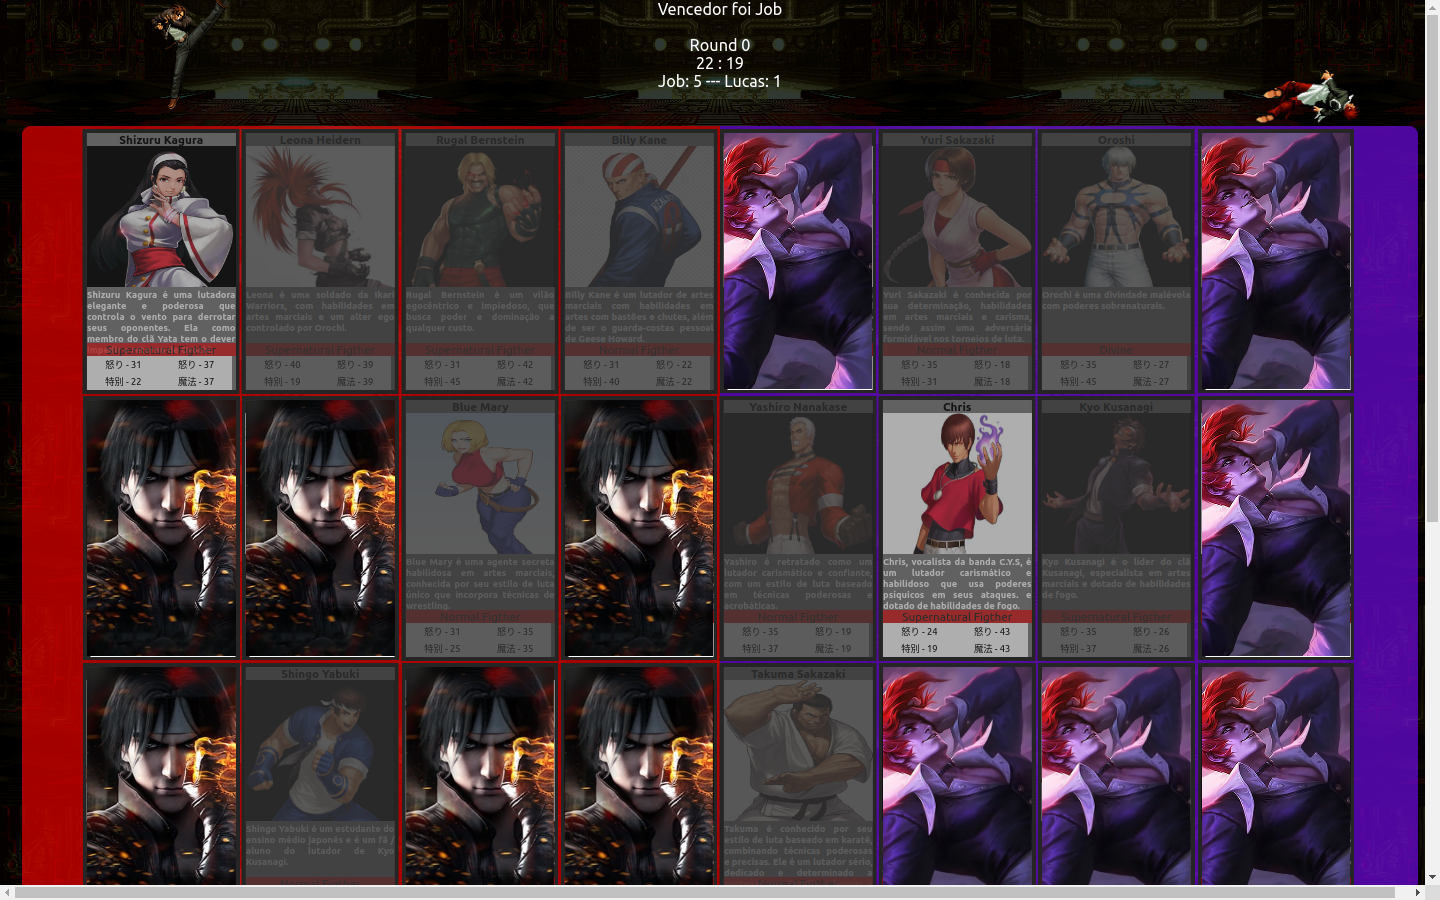 Vencedor foi Job
Round 0
22 : 19
Job: 5 --- Lucas: 1
Shizuru Kagura
Shizuru Kagura é uma lutadora
elegante e poderosa que
controla o vento para derrotar
seus oponentes. Ela como
membro do clã Yata tem o dever
Supernatural Figther
怒り - 31 怒り - 37
特別 - 22 魔法 - 37
Leona Heidern
Leona é uma soldado da Ikari
Warriors, com habilidades em
artes marciais e um alter ego
controlado por Orochi.
Supernatural Figther
怒り - 40 怒り - 39
特別 - 19 魔法 - 39
Rugal Bernstein
Rugal Bernstein é um vilão
egocêntrico e impiedoso, que
busca poder e dominação a
qualquer custo.
Supernatural Figther
怒り - 31 怒り - 42
特別 - 45 魔法 - 42
Billy Kane
Billy Kane é um lutador de artes
marciais com habilidades em
artes com bastões e chutes, além
de ser o guarda-costas pessoal
de Geese Howard.
Normal Figther
怒り - 31 怒り - 22
特別 - 40 魔法 - 22
Yuri Sakazaki
Yuri Sakazaki é conhecida por
sua determinação, habilidades
em artes marciais e carisma,
sendo assim uma adversária
formidável nos torneios de luta.
Normal Figther
怒り - 35 怒り - 18
特別 - 31 魔法 - 18
Oroshi
Orochi é uma divindade malévola
com poderes sobrenaturais.
Divine
怒り - 35 怒り - 27
特別 - 45 魔法 - 27
Blue Mary
Blue Mary é uma agente secreta
habilidosa em artes marciais,
conhecida por seu estilo de luta
único que incorpora técnicas de
wrestling.
Normal Figther
怒り - 31 怒り - 35
特別 - 25 魔法 - 35
Yashiro Nanakase
Yashiro é retratado como um
lutador carismático e confiante,
com um estilo de luta baseado
em técnicas poderosas e
acrobáticas.
Normal Figther
怒り - 35 怒り - 19
特別 - 37 魔法 - 19
Chris
Chris, vocalista da banda C.Y.S, é
um lutador carismático e
habilidoso que usa poderes
psíquicos em seus ataques. e
dotado de habilidades de fogo.
Supernatural Figther
怒り - 24 怒り - 43
特別 - 19 魔法 - 43
Kyo Kusanagi
Kyo Kusanagi é o líder do clã
Kusanagi, especialista em artes
marciais e dotado de habilidades
de fogo.
Supernatural Figther
怒り - 35 怒り - 26
特別 - 37 魔法 - 26
Shingo Yabuki
Shingo Yabuki é um estudante do
ensino médio japonês e é um fã /
aluno do lutador de Kyo
Kusanagi.
Takuma Sakazaki
Takuma é conhecido por seu
estilo de luta baseado em karatê,
combinando técnicas poderosas
e precisas. Ele é um lutador sério,
dedicado e determinado a